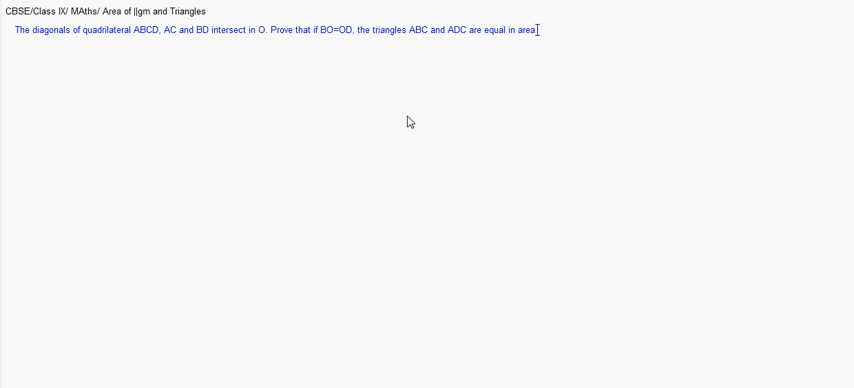 CBSE/Class IX/ MAths/ Area of ||gm and Triangles
The diagonals of quadrilateral ABCD, AC and BD intersect in O. Prove that if BO=OD, the triangles ABC and ADC are equal in area